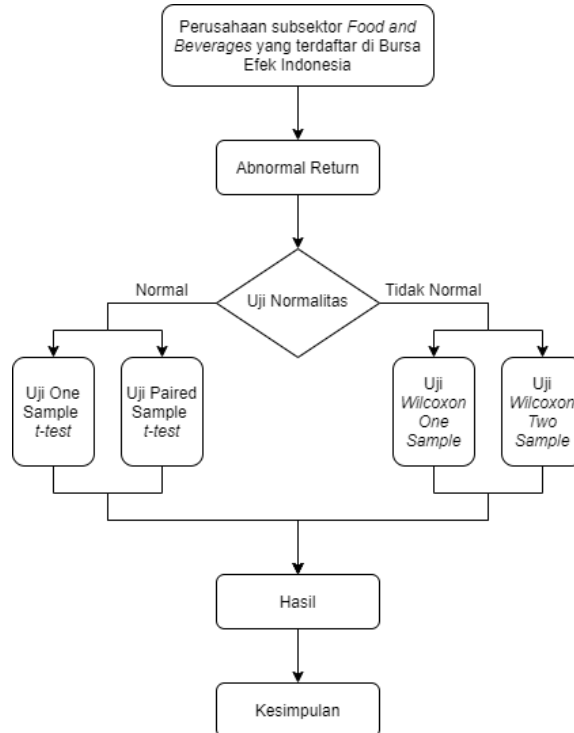 Perusahaan subsektor Food and
Beverages yang terdaftar di Bursa
Efek Indonesia
Abnormal Return
Normal
Uji Normalitas
Tidak Normal
Uji One
Sample
t-test
Uji Paired
Sample
t-test
Uji
Wilcoxon
One
Sample
Uji
Wilcoxon
Two
Sample
Hasil
Kesimpulan